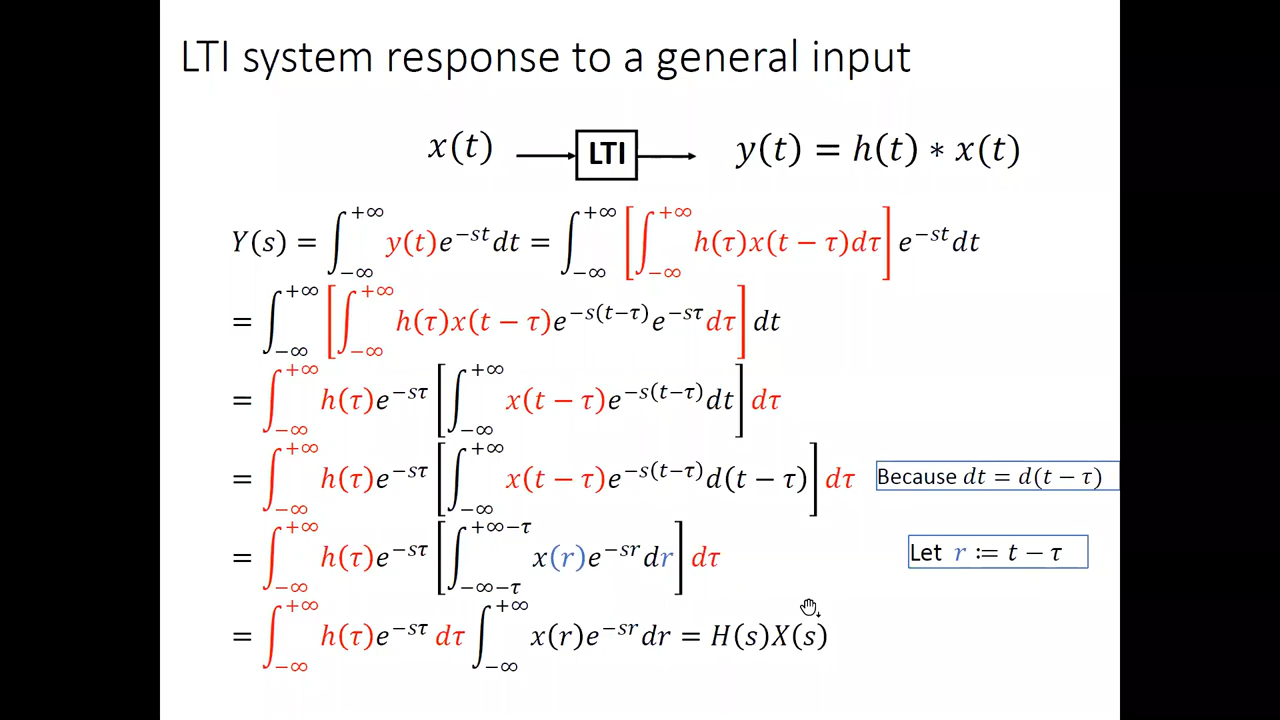 LTI system response to a general input
x(t) LTI y(t) = h(t) ∗ x(t)
Y(s) = ∫_{−∞}^{+∞} y(t)e^{−st}dt = ∫_{−∞}^{+∞} [∫_{−∞}^{+∞} h(τ)x(t − τ)dτ] e^{−st}dt
= ∫_{−∞}^{+∞} [∫_{−∞}^{+∞} h(τ)x(t − τ)e^{−s(t−τ)}e^{−sτ}dτ] dt
= ∫_{−∞}^{+∞} h(τ)e^{−sτ} [∫_{−∞}^{+∞} x(t − τ)e^{−s(t−τ)}dt] dτ
= ∫_{−∞}^{+∞} h(τ)e^{−sτ} [∫_{−∞}^{+∞} x(t − τ)e^{−s(t−τ)}d(t − τ)] dτ Because dt = d(t − τ)
= ∫_{−∞}^{+∞} h(τ)e^{−sτ} [∫_{−∞−τ}^{+∞−τ} x(r)e^{−sr}dr] dτ Let r ≔ t − τ
= ∫_{−∞}^{+∞} h(τ)e^{−sτ} dτ ∫_{−∞}^{+∞} x(r)e^{−sr}dr = H(s)X(s)